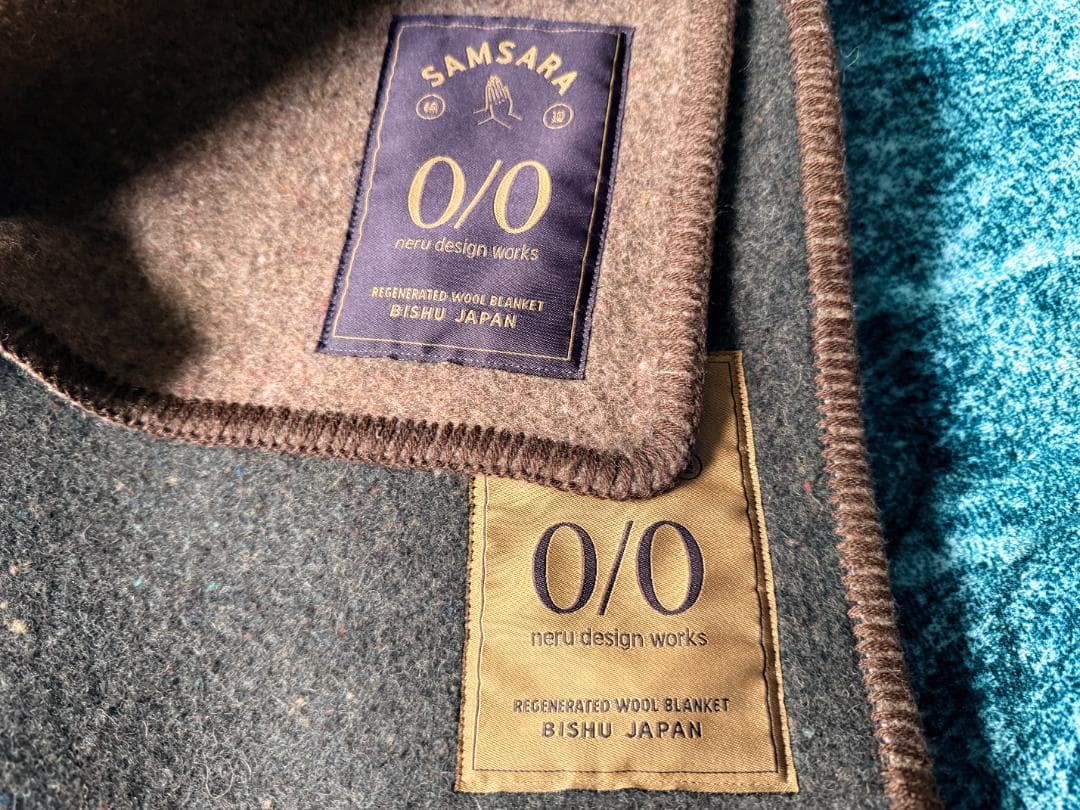 SAMSARA
0/0
neru design works
REGENERATED WOOL BLANKET
BISHU JAPAN
0/0
neru design works
REGENERATED WOOL BLANKET
BISHU JAPAN